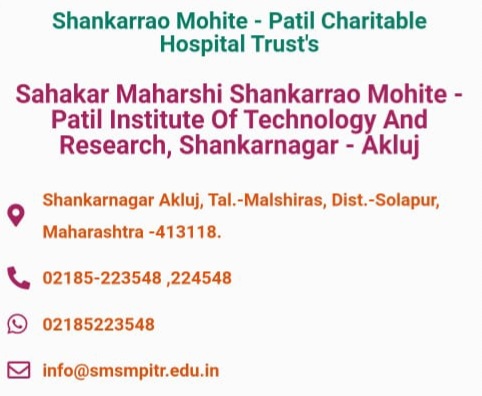 Shankarrao Mohite - Patil Charitable
Hospital Trust's
Sahakar Maharshi Shankarrao Mohite -
Patil Institute Of Technology And
Research, Shankarnagar - Akluj
Shankarnagar Akluj, Tal.-Malshiras, Dist.-Solapur,
Maharashtra -413118.
02185-223548 ,224548
02185223548
info@smsmpitr.edu.in